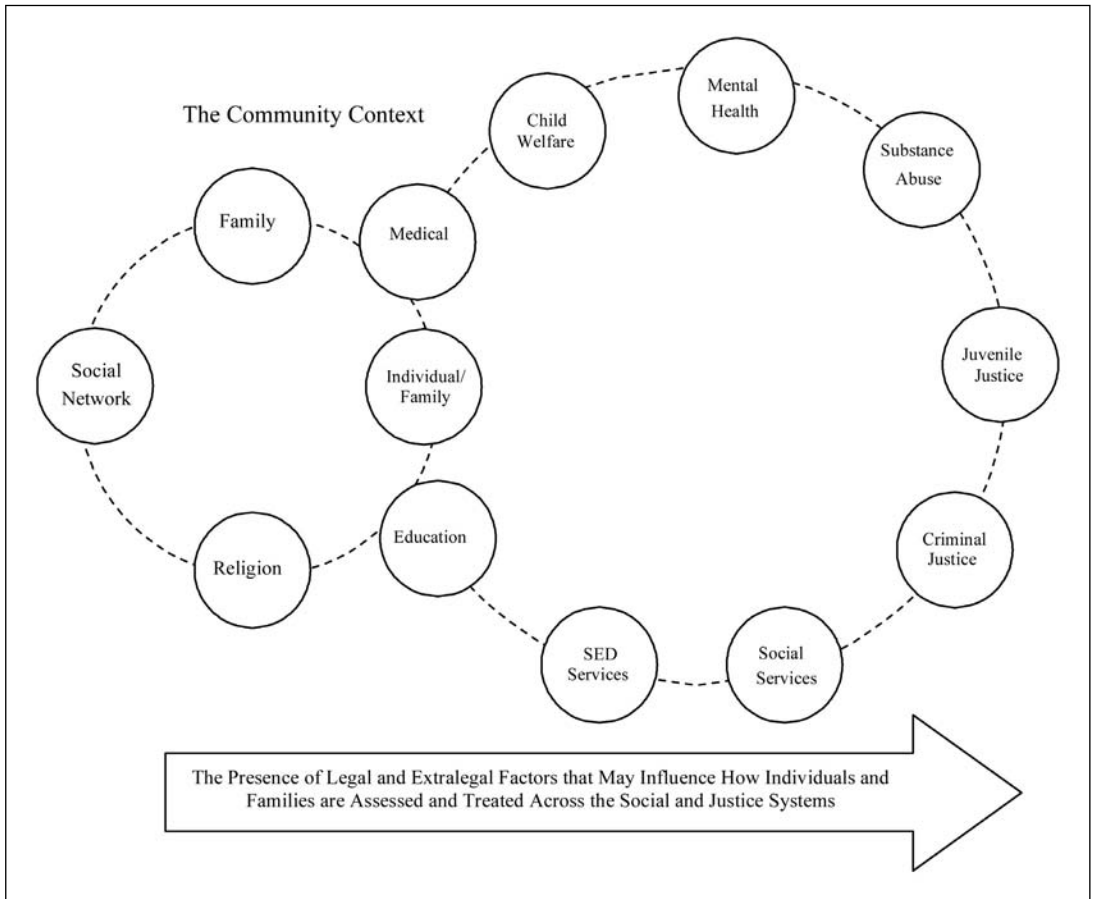 The Community Context
Child
Welfare
Mental
Health
Substance
Abuse
Family
Medical
Social
Network
Individual/
Family
Juvenile
Justice
Religion
Education
Criminal
Justice
SED
Services
Social
Services
The Presence of Legal and Extralegal Factors that May Influence How Individuals and
Families are Assessed and Treated Across the Social and Justice Systems